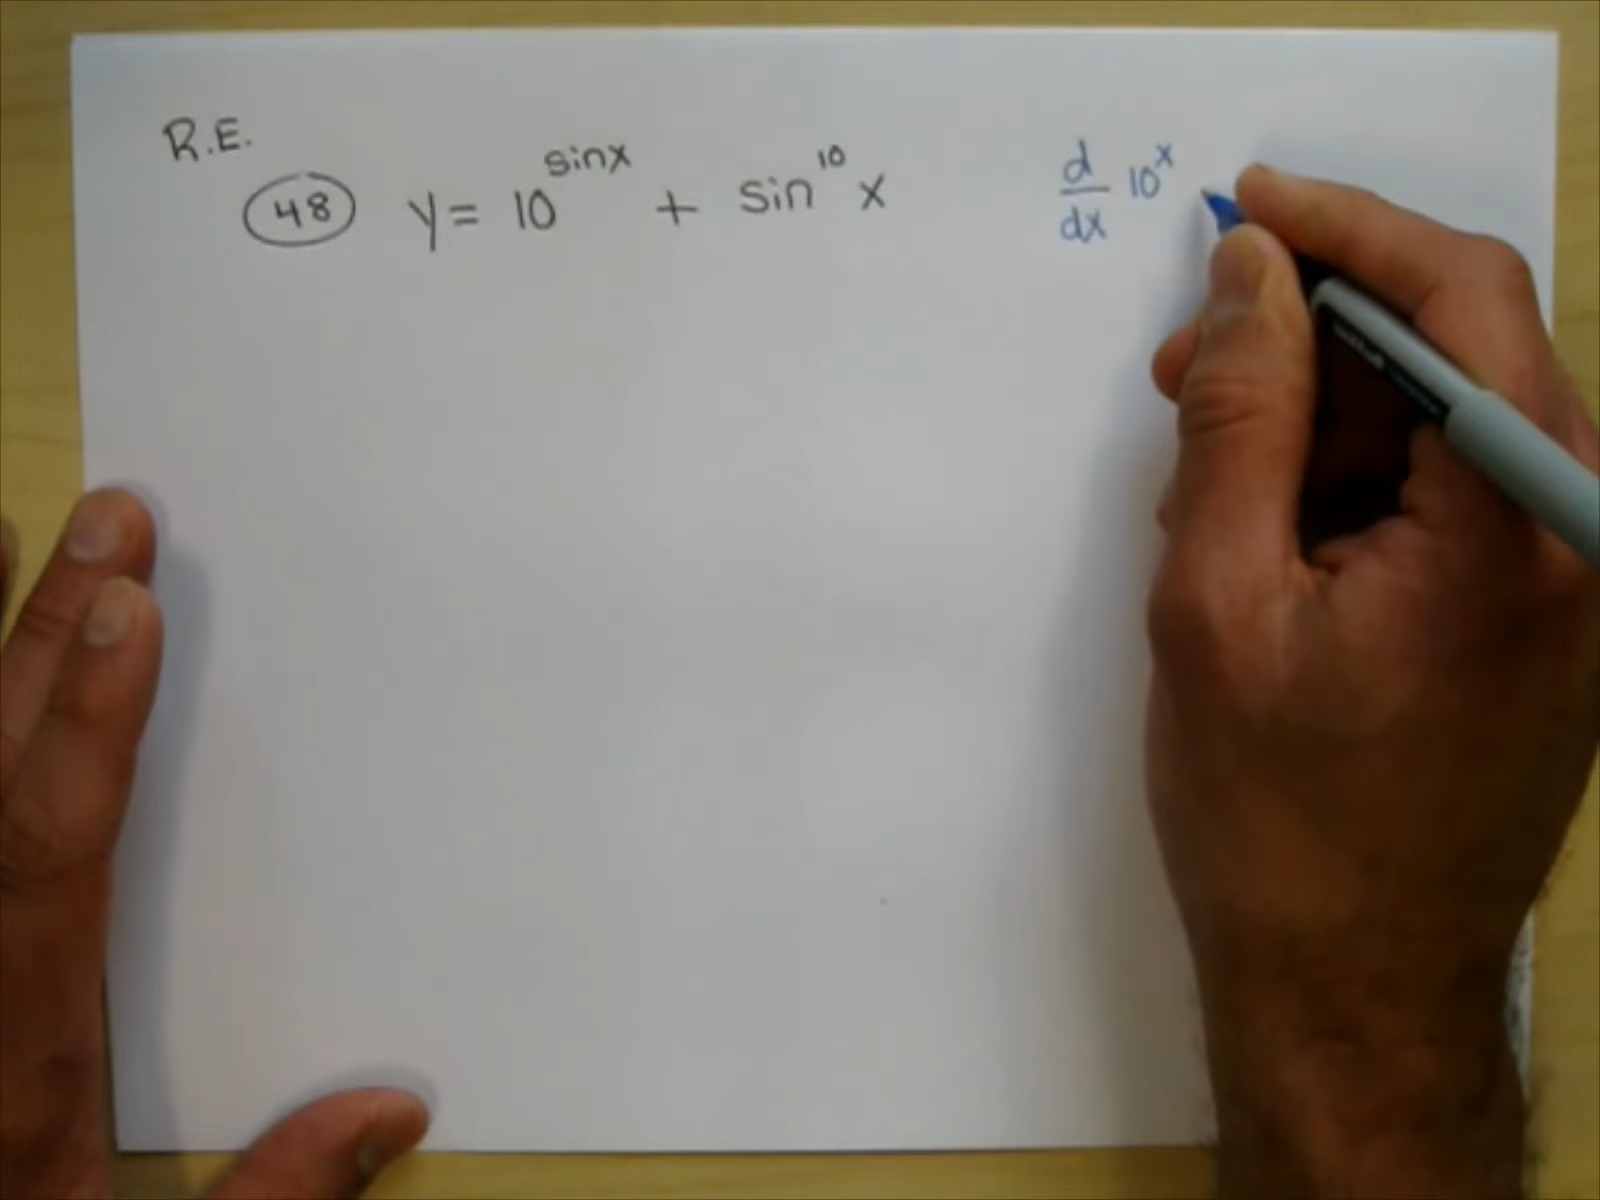 R.E.
48 y = 10^sinx + sin^10 x
d/dx 10^x